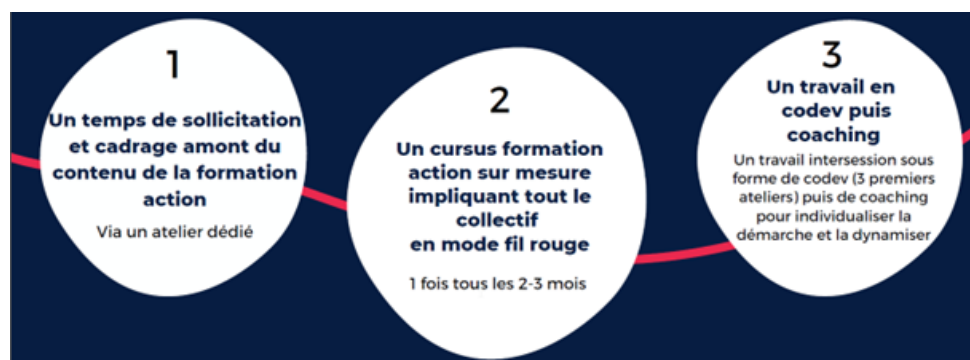 1
Un temps de sollicitation
et cadrage amont du
contenu de la formation
action
Via un atelier dédié
2
Un cursus formation
action sur mesure
impliquant tout le
collectif
en mode fil rouge
1 fois tous les 2-3 mois
3
Un travail en
codev puis
coaching
Un travail intersession sous
forme de codev (3 premiers
ateliers) puis de coaching
pour individualiser la
démarche et la dynamiser